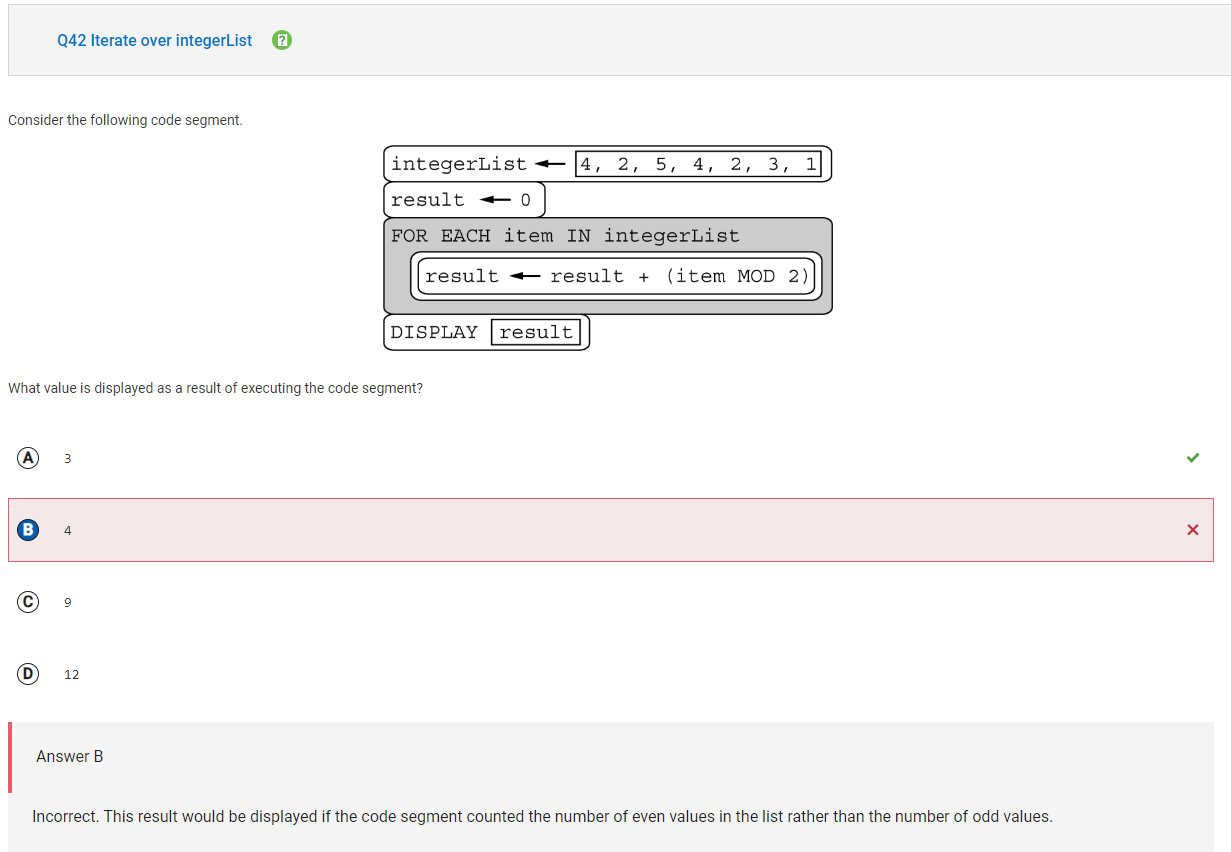 Q42 Iterate over integerList
Consider the following code segment.
integerList ← 4, 2, 5, 4, 2, 3, 1
result ← 0
FOR EACH item IN integerList
result ← result + (item MOD 2)
DISPLAY result
What value is displayed as a result of executing the code segment?
A 3
B 4
C 9
D 12
Answer B
Incorrect. This result would be displayed if the code segment counted the number of even values in the list rather than the number of odd values.